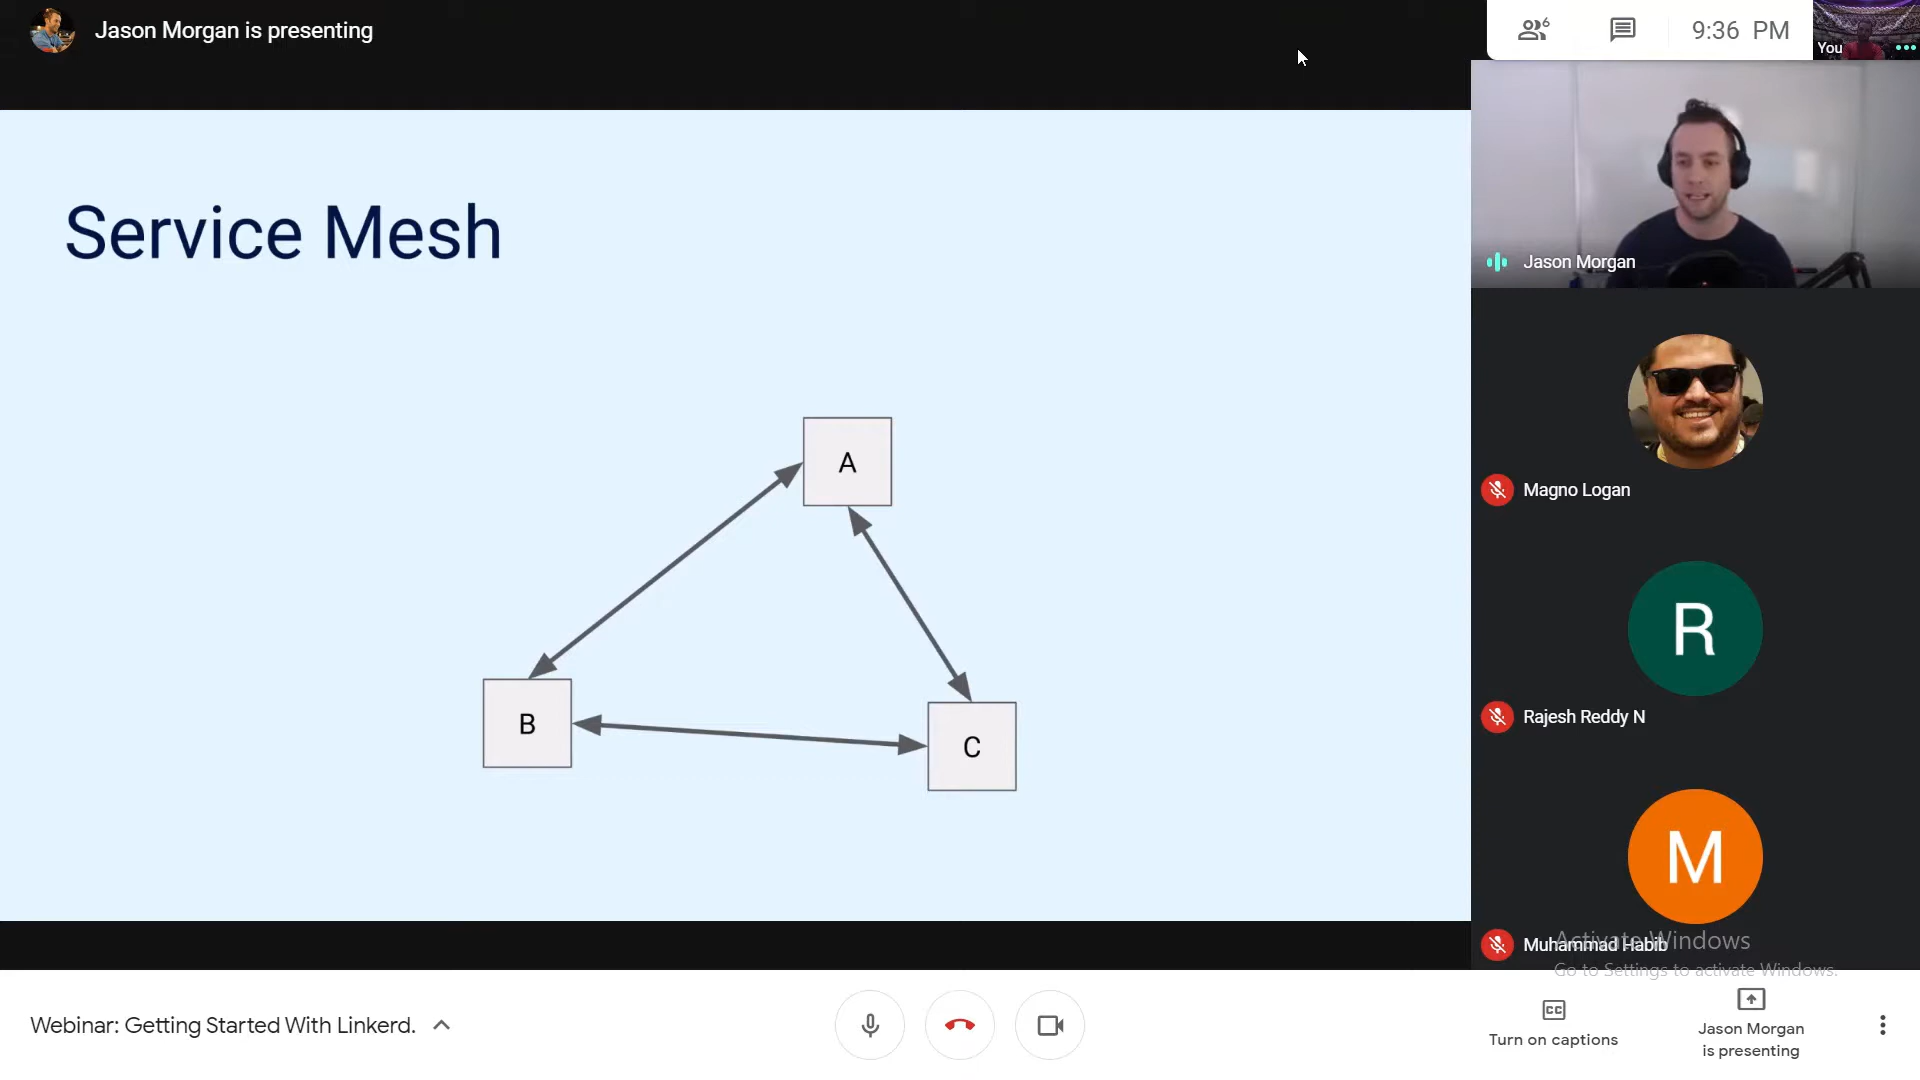 Jason Morgan is presenting
6
9:36 PM
You
Service Mesh
A
B
C
Jason Morgan
Magno Logan
R
Rajesh Reddy N
M
Muhammad Habib
Activate Windows
Go to Settings to activate Windows.
Webinar: Getting Started With Linkerd.
CC
Turn on captions
Jason Morgan
is presenting